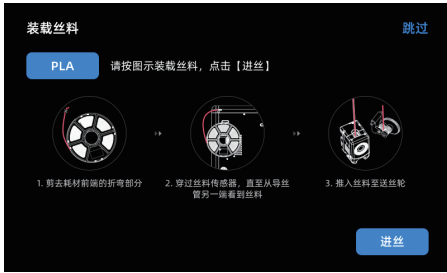 装载丝料
跳过
PLA
请按图示装载丝料，点击【进丝】
1. 剪去耗材前端的折弯部分
2. 穿过丝料传感器，直至从导丝
管另一端看到丝料
3. 推入丝料至送丝轮
进丝